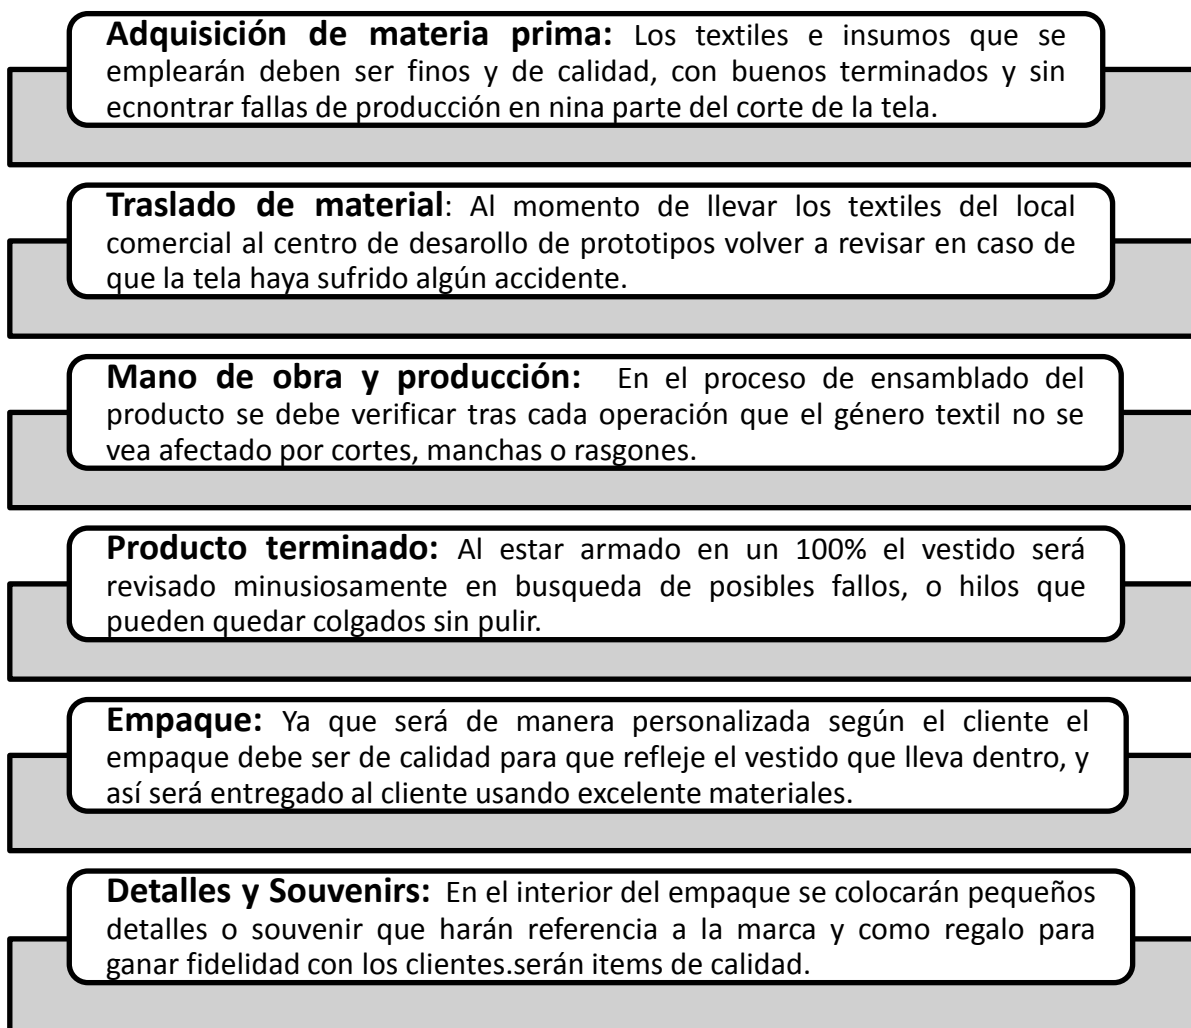 Adquisición de materia prima: Los textiles e insumos que se
emplearán deben ser finos y de calidad, con buenos terminados y sin
ecnontrar fallas de producción en nina parte del corte de la tela.
Traslado de material: Al momento de llevar los textiles del local
comercial al centro de desarollo de prototipos volver a revisar en caso de
que la tela haya sufrido algún accidente.
Mano de obra y producción: En el proceso de ensamblado del
producto se debe verificar tras cada operación que el género textil no se
vea afectado por cortes, manchas o rasgones.
Producto terminado: Al estar armado en un 100% el vestido será
revisado minusiosamente en busqueda de posibles fallos, o hilos que
pueden quedar colgados sin pulir.
Empaque: Ya que será de manera personalizada según el cliente el
empaque debe ser de calidad para que refleje el vestido que lleva dentro, y
así será entregado al cliente usando excelente materiales.
Detalles y Souvenirs: En el interior del empaque se colocarán pequeños
detalles o souvenir que harán referencia a la marca y como regalo para
ganar fidelidad con los clientes.serán items de calidad.